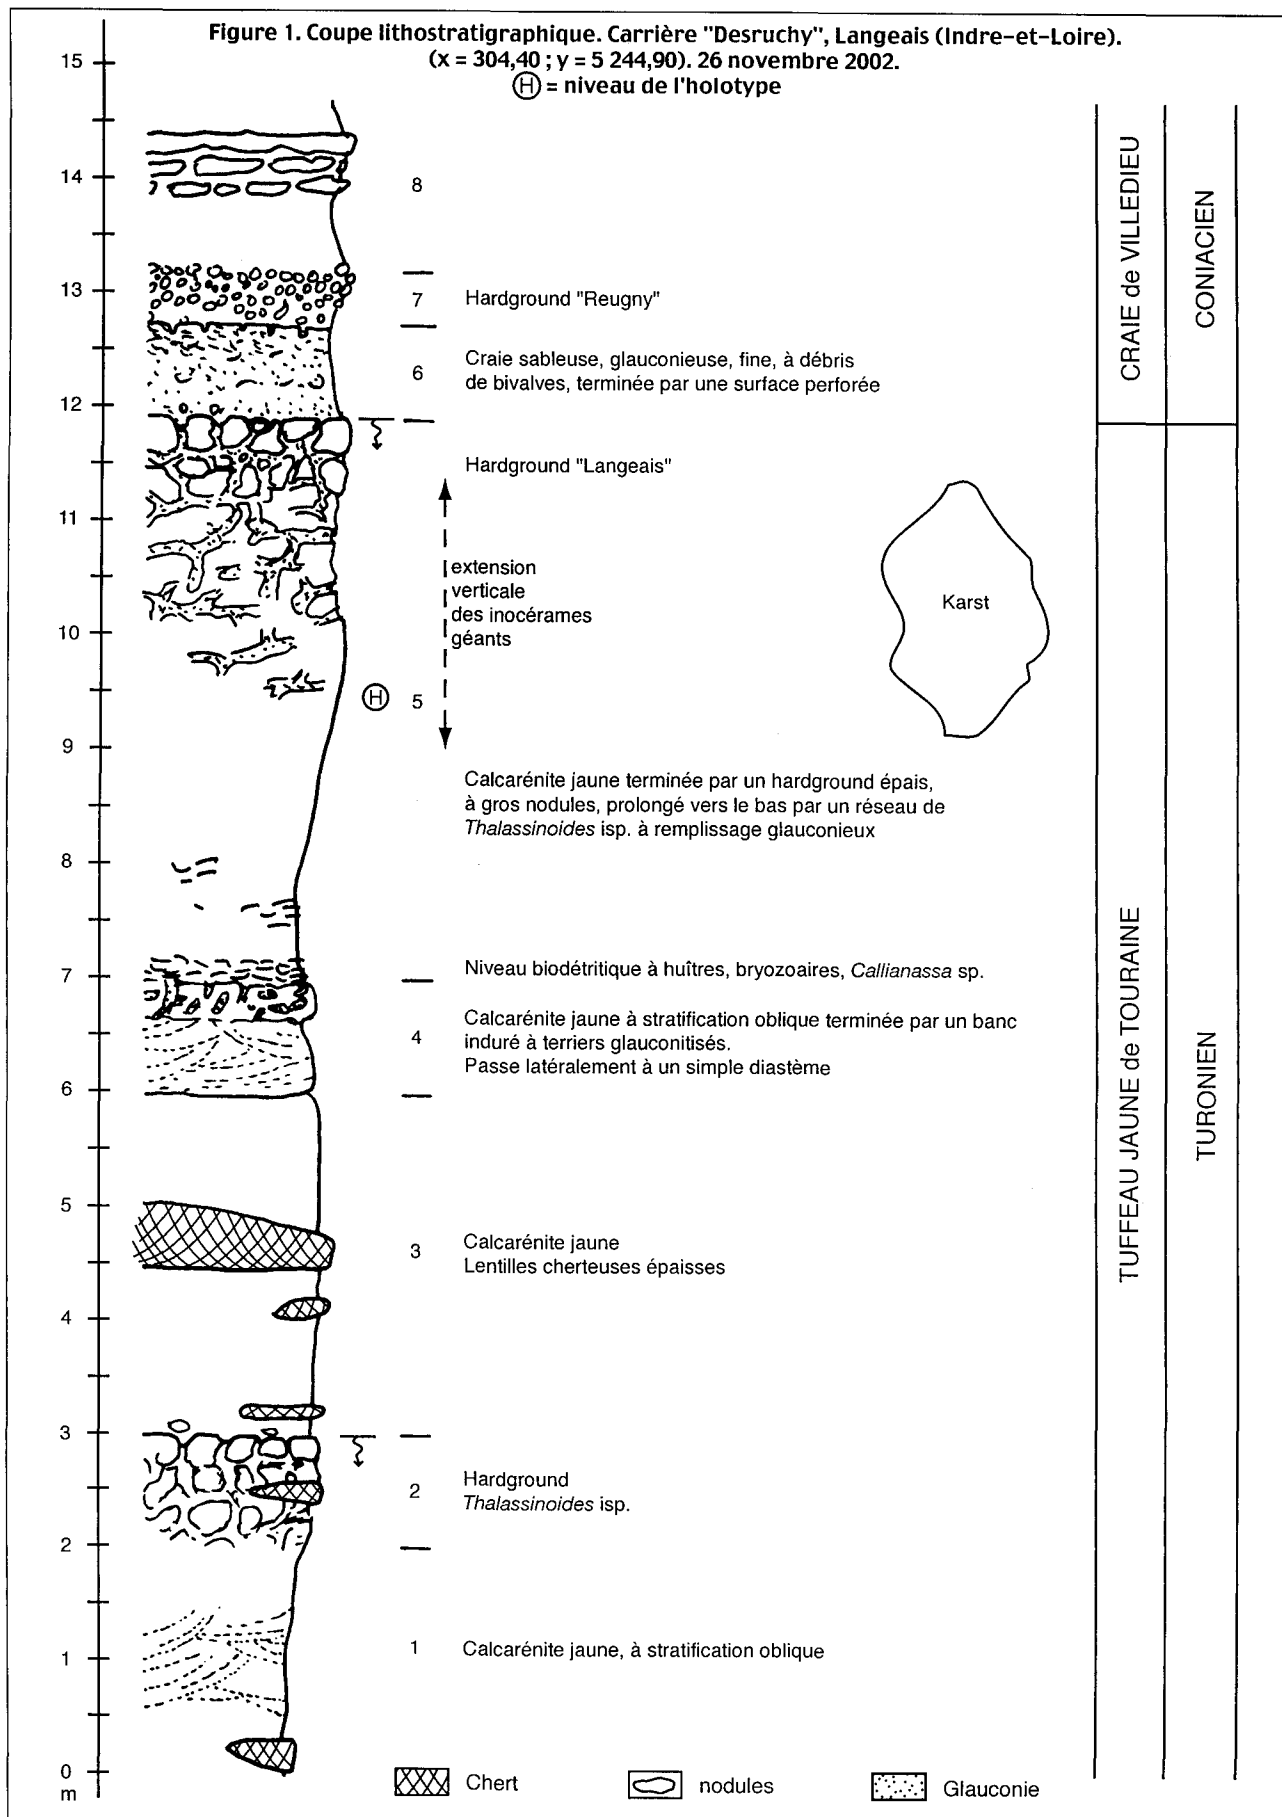 Figure 1. Coupe lithostratigraphique. Carrière "Desruchy", Langeais (Indre-et-Loire).
(x = 304,40 ; y = 5 244,90). 26 novembre 2002.
Ⓗ = niveau de l'holotype
15
14
8
13
7
Hardground "Reugny"
6
Craie sableuse, glauconieuse, fine, à débris
de bivalves, terminée par une surface perforée
12
Hardground "Langeais"
11
extension
verticale
des inocérames
géants
Karst
10
Ⓗ
5
9
Calcarénite jaune terminée par un hardground épais,
à gros nodules, prolongé vers le bas par un réseau de
Thalassinoides isp. à remplissage glauconieux
8
7
Niveau biodétritique à huîtres, bryozoaires, Callianassa sp.
4
Calcarénite jaune à stratification oblique terminée par un banc
induré à terriers glauconitisés.
Passe latéralement à un simple diastème
6
5
3
Calcarénite jaune
Lentilles cherteuses épaisses
4
3
2
Hardground
Thalassinoides isp.
2
1
1
Calcarénite jaune, à stratification oblique
0
m
Chert
nodules
Glauconie
CRAIE de VILLEDIEU
CONIACIEN
TUFFEAU JAUNE de TOURAINE
TURONIEN